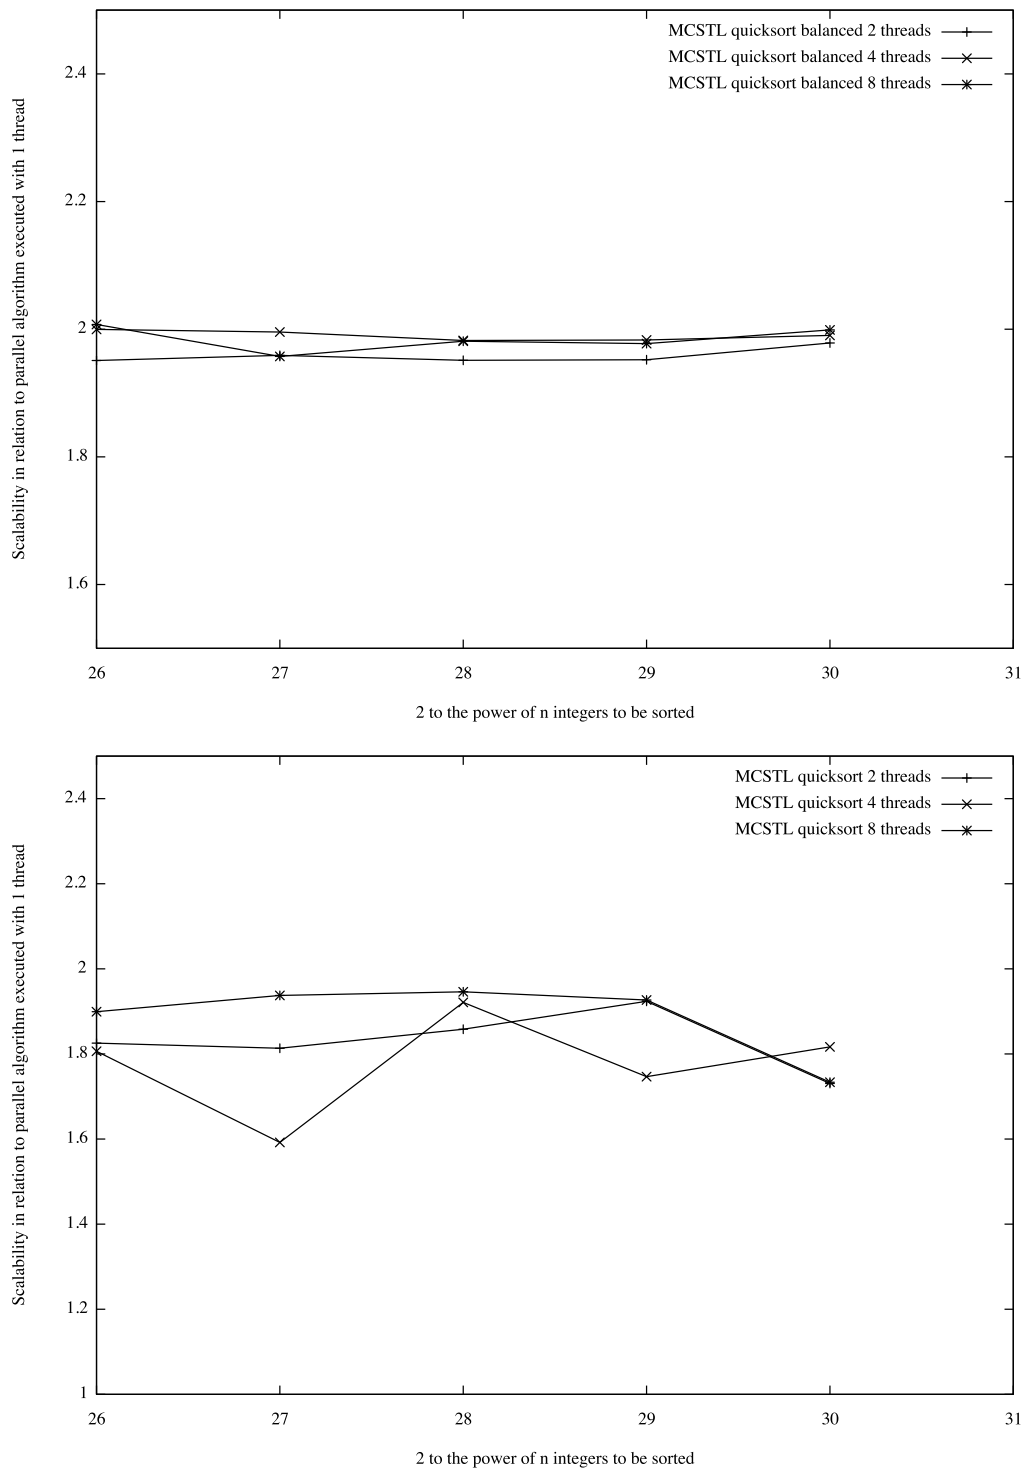 MCSTL quicksort balanced 2 threads
MCSTL quicksort balanced 4 threads
MCSTL quicksort balanced 8 threads
2.4
2.2
2
1.8
1.6
Scalability in relation to parallel algorithm executed with 1 thread
26 27 28 29 30 31
2 to the power of n integers to be sorted
MCSTL quicksort 2 threads
MCSTL quicksort 4 threads
MCSTL quicksort 8 threads
2.4
2.2
2
1.8
1.6
1.4
1.2
1
Scalability in relation to parallel algorithm executed with 1 thread
26 27 28 29 30 31
2 to the power of n integers to be sorted